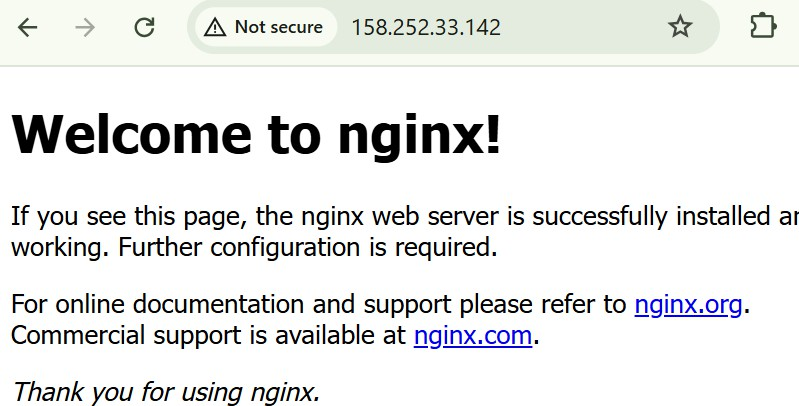 Not secure 158.252.33.142
Welcome to nginx!
If you see this page, the nginx web server is successfully installed
working. Further configuration is required.
For online documentation and support please refer to nginx.org.
Commercial support is available at nginx.com.
Thank you for using nginx.